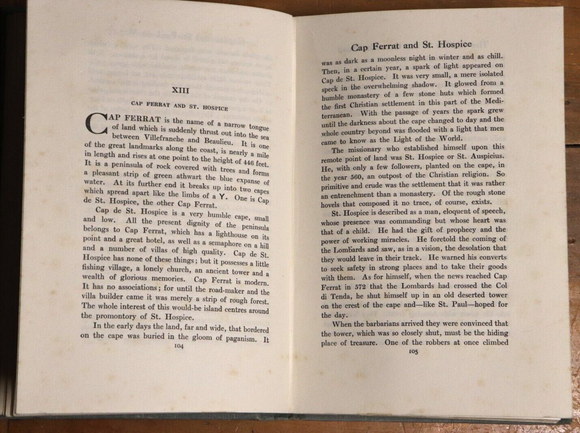 XIII
CAP FERRAT AND ST. HOSPICE
CAP FERRAT is the name of a narrow tongue
of land which is suddenly thrust out into the sea
between Villefranche and Beaulieu. It is one
of the great landmarks along the coast, is nearly a mile
in length and rises at one point to the height of 446 feet.
It is a peninsula of rock covered with trees and forms
a pleasant strip of green athwart the blue expanse of
water. At its further end it breaks up into two capes
which spread apart like the limbs of a Y. One is Cap
de St. Hospice, the other Cap Ferrat.
Cap de St. Hospice is a very humble cape, small
and low. All the present dignity of the peninsula
belongs to Cap Ferrat, which has a lighthouse on its
point and a great hotel, as well as a semaphore on a hill
and a number of villas of high quality. Cap de St.
Hospice has none of these things; but it possesses a little
fishing village, a lonely church, an ancient tower and a
wealth of glorious memories. Cap Ferrat is modern.
It has no associations; for until the road-maker and the
villa builder came it was merely a strip of rough forest.
The whole interest of this would-be island centres around
the promontory of St. Hospice.
In the early days the land, far and wide, that bordered
on the cape was buried in the gloom of paganism. It
104
Cap Ferrat and St. Hospice
was as dark as a moonless night in winter and as chill.
Then, in a certain year, a spark of light appeared on
Cap de St. Hospice. It was very small, a mere isolated
speck in the overwhelming shadow. It glowed from a
humble monastery of a few stone huts which formed
the first Christian settlement in this part of the Medi-
terranean. With the passage of years the spark grew
until the darkness about the cape changed to day and the
whole country beyond was flooded with a light that men
came to know as the Light of the World.
The missionary who established himself upon this
remote point of land was St. Hospice or St. Auspicius.
He, with only a few followers, planted on the cape, in
the year 560, an outpost of the Christian religion. So
primitive and crude was the settlement that it was rather
an entrenchment than a monastery. Of the rough stone
hovels that composed it no trace, of course, exists.
St. Hospice is described as a man, eloquent of speech,
whose presence was commanding but whose heart was
that of a child. He had the gift of prophecy and the
power of working miracles. He foretold the coming of
the Lombards and saw, as in a vision, the desolation that
they would leave in their track. He warned his converts
to seek safety in strong places and to take their goods
with them. As for himself, when the news reached Cap
Ferrat in 572 that the Lombards had crossed the Col
di Tenda, he shut himself up in an old deserted tower
on the crest of the cape and—like St. Paul—hoped for
the day.
When the barbarians arrived they were convinced that
the tower, which was so closely shut, must be the hiding
place of treasure. One of the robbers at once climbed
105